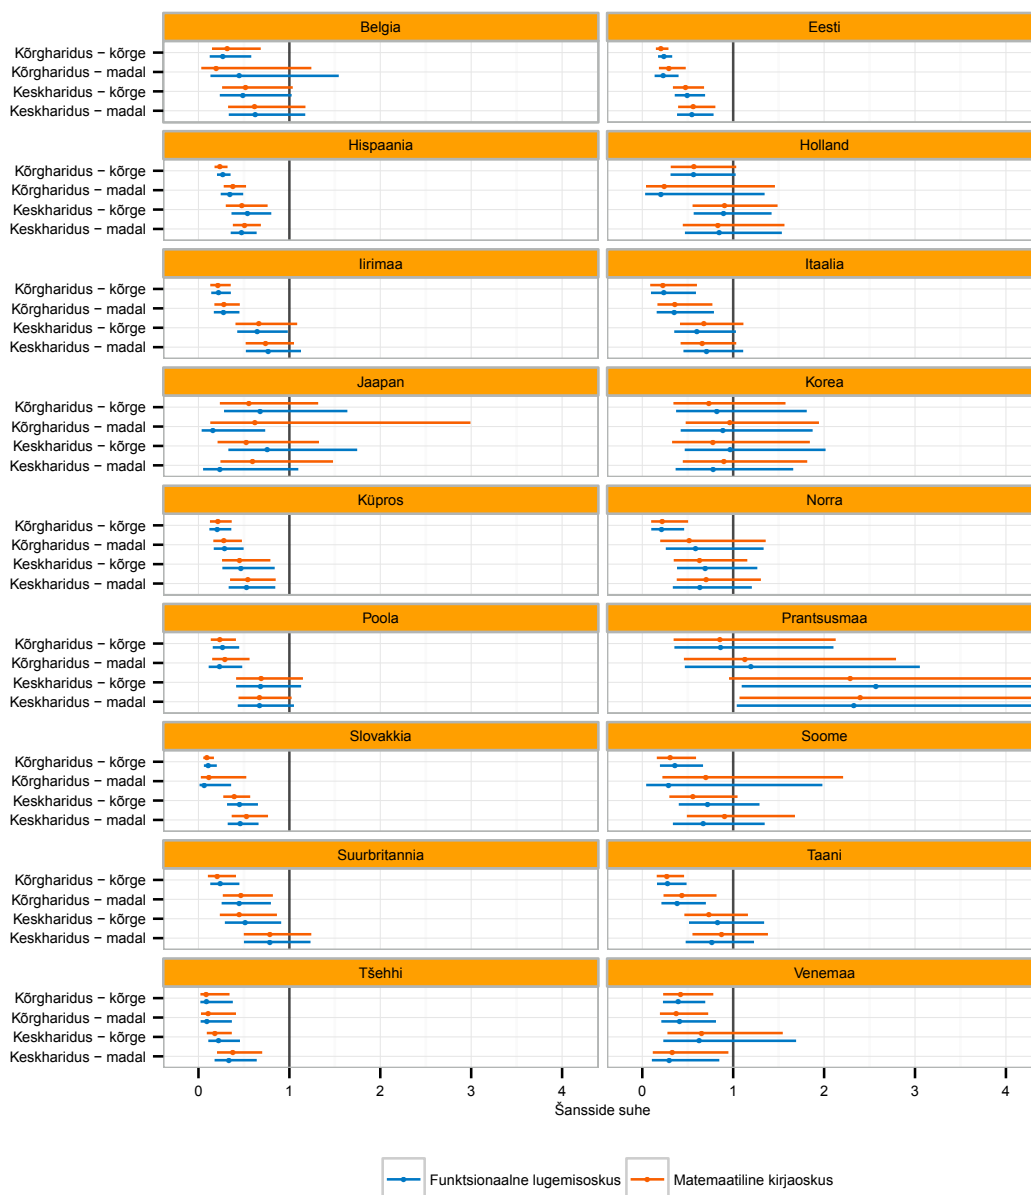 Belgia
Eesti
Kõrgharidus − kõrge
Kõrgharidus − madal
Keskharidus − kõrge
Keskharidus − madal
Hispaania
Holland
Kõrgharidus − kõrge
Kõrgharidus − madal
Keskharidus − kõrge
Keskharidus − madal
Iirimaa
Itaalia
Kõrgharidus − kõrge
Kõrgharidus − madal
Keskharidus − kõrge
Keskharidus − madal
Jaapan
Korea
Kõrgharidus − kõrge
Kõrgharidus − madal
Keskharidus − kõrge
Keskharidus − madal
Küpros
Norra
Kõrgharidus − kõrge
Kõrgharidus − madal
Keskharidus − kõrge
Keskharidus − madal
Poola
Prantsusmaa
Kõrgharidus − kõrge
Kõrgharidus − madal
Keskharidus − kõrge
Keskharidus − madal
Slovakkia
Soome
Kõrgharidus − kõrge
Kõrgharidus − madal
Keskharidus − kõrge
Keskharidus − madal
Suurbritannia
Taani
Kõrgharidus − kõrge
Kõrgharidus − madal
Keskharidus − kõrge
Keskharidus − madal
Tšehhi
Venemaa
Kõrgharidus − kõrge
Kõrgharidus − madal
Keskharidus − kõrge
Keskharidus − madal
0 1 2 3 4 0 1 2 3 4
Šansside suhe
Funktsionaalne lugemisoskus Matemaatiline kirjaoskus